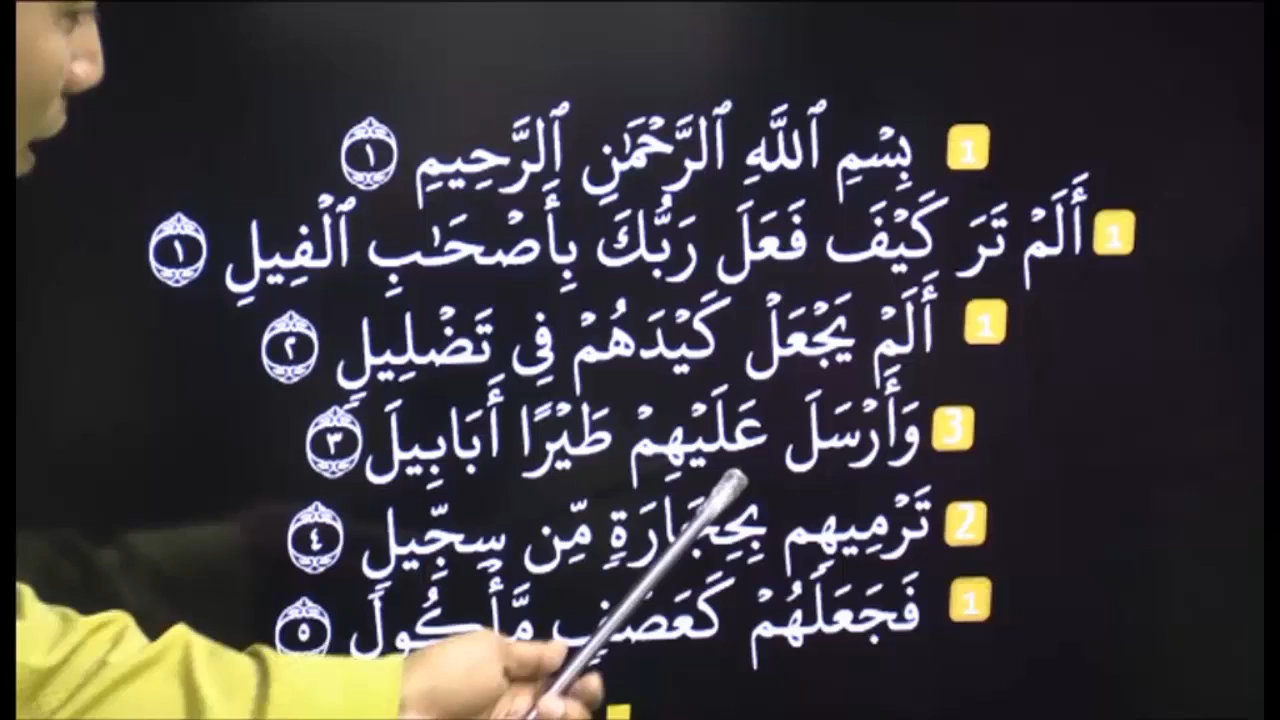 1 بِسْمِ ٱللَّهِ ٱلرَّحْمَٰنِ ٱلرَّحِيمِ ١
1 أَلَمْ تَرَ كَيْفَ فَعَلَ رَبُّكَ بِأَصْحَٰبِ ٱلْفِيلِ ١
1 أَلَمْ يَجْعَلْ كَيْدَهُمْ فِى تَضْلِيلٍ ٢
3 وَأَرْسَلَ عَلَيْهِمْ طَيْرًا أَبَابِيلَ ٣
2 تَرْمِيهِم بِحِجَارَةٍ مِّن سِجِّيلٍ ٤
1 فَجَعَلَهُمْ كَعَصْفٍ مَّأْكُولٍ ٥